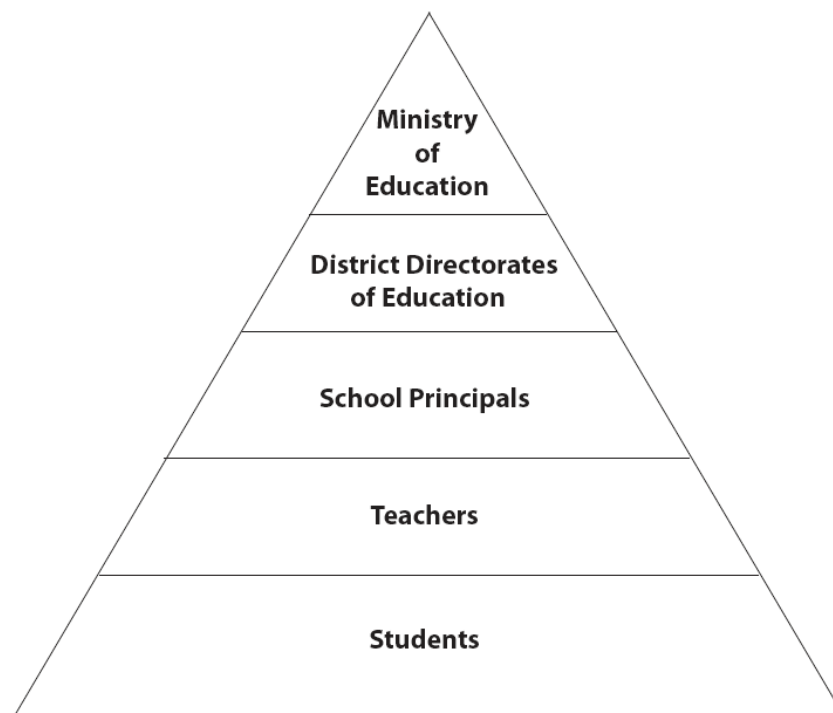 Ministry
of
Education
District Directorates
of Education
School Principals
Teachers
Students